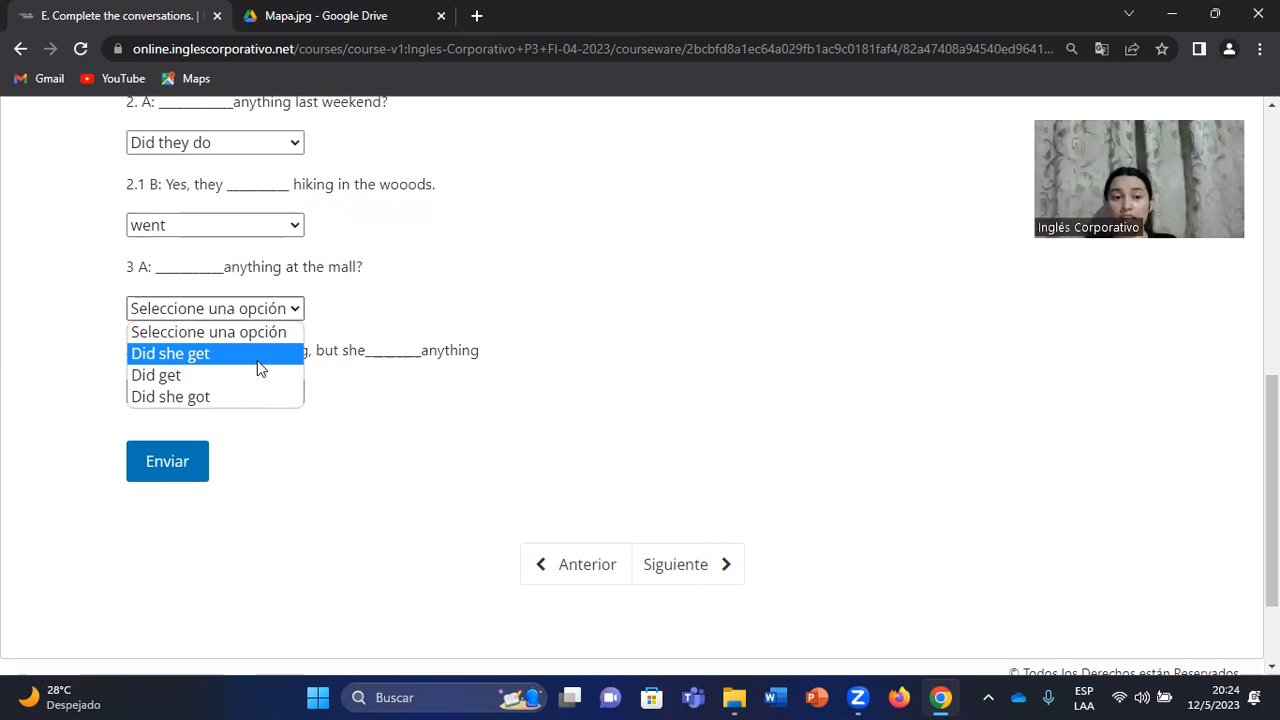 E. Complete the conversations. |
Mapa.jpg - Google Drive
online.inglescorporativo.net/courses/course-v1:Ingles-Corporativo+P3+FI-04-2023/courseware/2bcbfd8a1ec64a029fb1ac9c0181faf4/82a47408a94540ed9641...
Gmail YouTube Maps
2. A: ____________anything last weekend?
Did they do
2.1 B: Yes, they __________ hiking in the wooods.
went
3 A: ___________anything at the mall?
Seleccione una opción
Seleccione una opción
Did she get
g, but she________anything
Did get
Did she got
Enviar
Anterior Siguiente
Inglés Corporativo
© Todos los Derechos están Reservados
28°C
Despejado
Buscar
ESP
LAA
20:24
12/5/2023